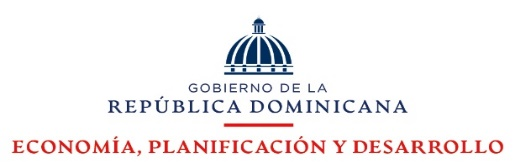 GOBIERNO DE LA
REPÚBLICA DOMINICANA
ECONOMÍA, PLANIFICACIÓN Y DESARROLLO